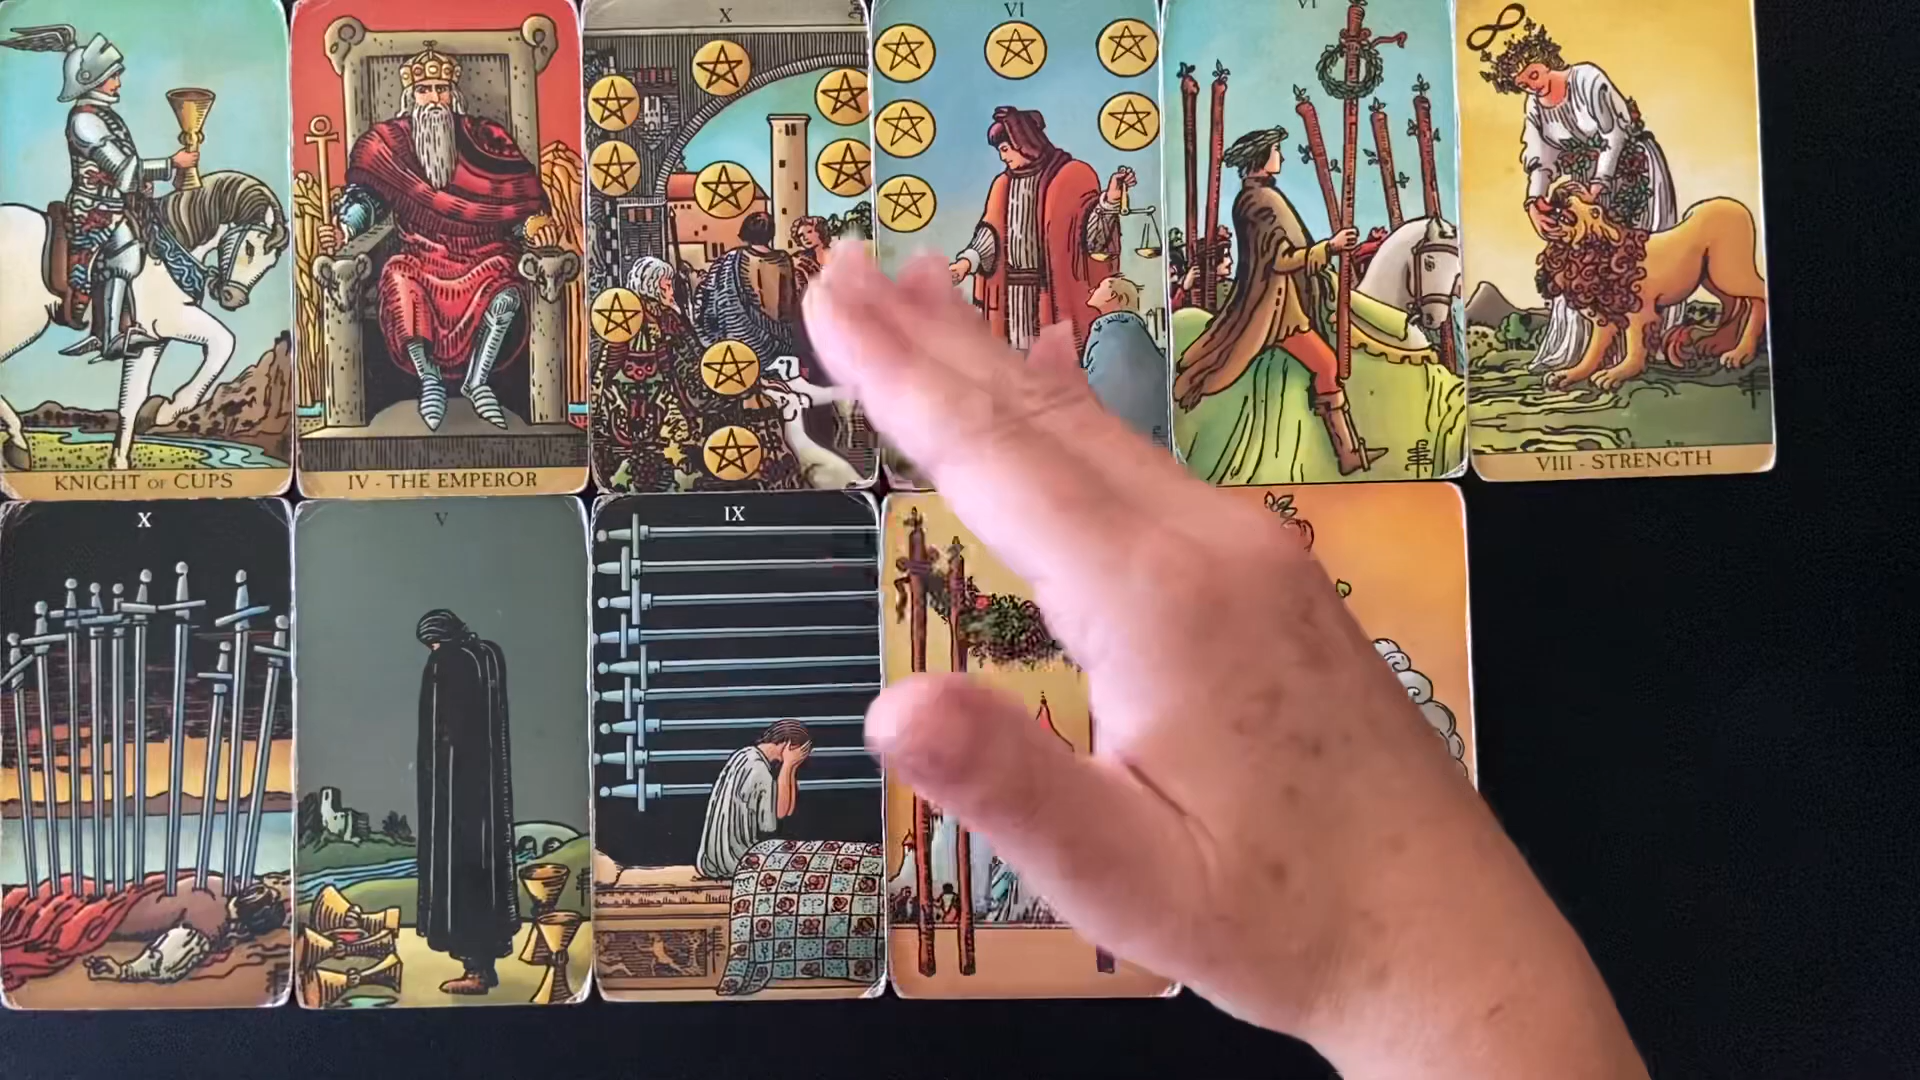 KNIGHT OF CUPS
IV - THE EMPEROR
X
VI
VI
VIII - STRENGTH
X
V
IX